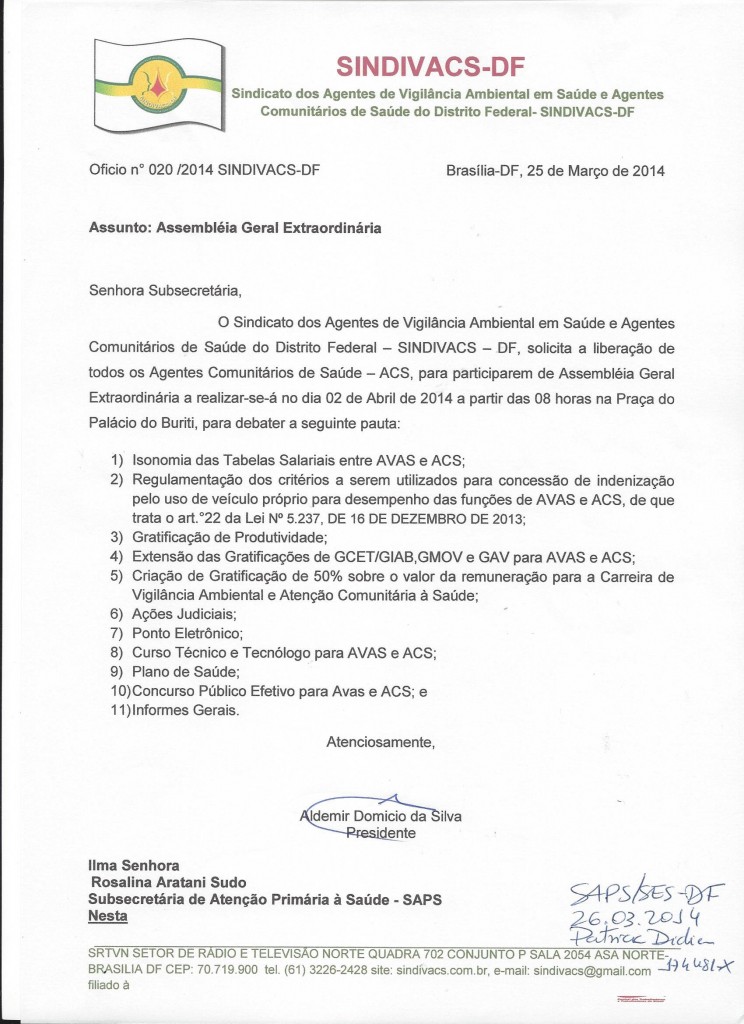 SINDIVACS-DF
Sindicato dos Agentes de Vigilância Ambiental em Saúde e Agentes
Comunitários de Saúde do Distrito Federal- SINDIVACS-DF
Oficio n° 020 /2014 SINDIVACS-DF Brasília-DF, 25 de Março de 2014
Assunto: Assembléia Geral Extraordinária
Senhora Subsecretária,
O Sindicato dos Agentes de Vigilância Ambiental em Saúde e Agentes
Comunitários de Saúde do Distrito Federal – SINDIVACS – DF, solicita a liberação de
todos os Agentes Comunitários de Saúde – ACS, para participarem de Assembléia Geral
Extraordinária a realizar-se-á no dia 02 de Abril de 2014 a partir das 08 horas na Praça do
Palácio do Buriti, para debater a seguinte pauta:
1) Isonomia das Tabelas Salariais entre AVAS e ACS;
2) Regulamentação dos critérios a serem utilizados para concessão de indenização
pelo uso de veículo próprio para desempenho das funções de AVAS e ACS, de que
trata o art.°22 da Lei Nº 5.237, DE 16 DE DEZEMBRO DE 2013;
3) Gratificação de Produtividade;
4) Extensão das Gratificações de GCET/GIAB,GMOV e GAV para AVAS e ACS;
5) Criação de Gratificação de 50% sobre o valor da remuneração para a Carreira de
Vigilância Ambiental e Atenção Comunitária à Saúde;
6) Ações Judiciais;
7) Ponto Eletrônico;
8) Curso Técnico e Tecnólogo para AVAS e ACS;
9) Plano de Saúde;
10)Concurso Público Efetivo para Avas e ACS; e
11)Informes Gerais.
Atenciosamente,
Aldemir Domicio da Silva
Presidente
Ilma Senhora
Rosalina Aratani Sudo
Subsecretária de Atenção Primária à Saúde - SAPS
Nesta
SAPS/SES-DF
26.03.2014
Patrick Didier
174481-X
SRTVN SETOR DE RÁDIO E TELEVISÃO NORTE QUADRA 702 CONJUNTO P SALA 2054 ASA NORTE-
BRASILIA DF CEP: 70.719.900 tel. (61) 3226-2428 site: sindivacs.com.br, e-mail: sindivacs@gmail.com
filiado à